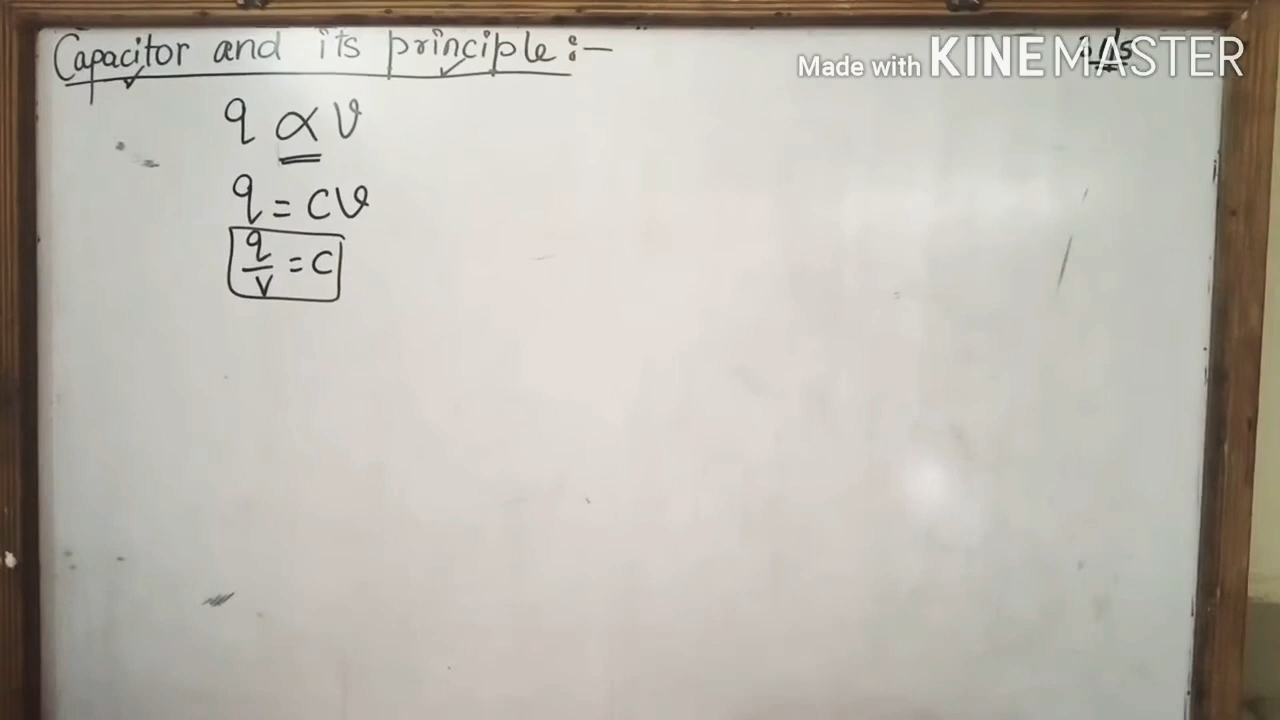 Capacitor and its principle :-
Made with KINEMASTER
q ∝ v
q = cv
q/v = c